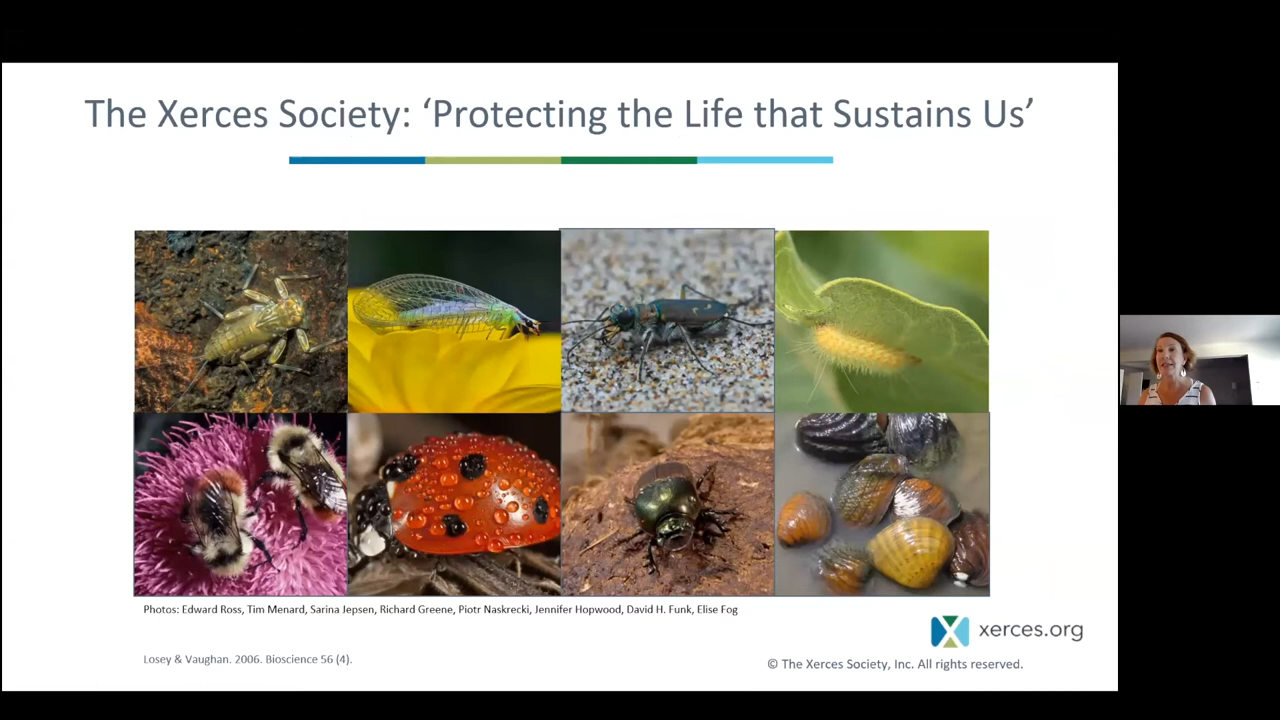 The Xerces Society: ‘Protecting the Life that Sustains Us’
Photos: Edward Ross, Tim Menard, Sarina Jepsen, Richard Greene, Piotr Naskrecki, Jennifer Hopwood, David H. Funk, Elise Fog
xerces.org
Losey & Vaughan. 2006. Bioscience 56 (4).
© The Xerces Society, Inc. All rights reserved.